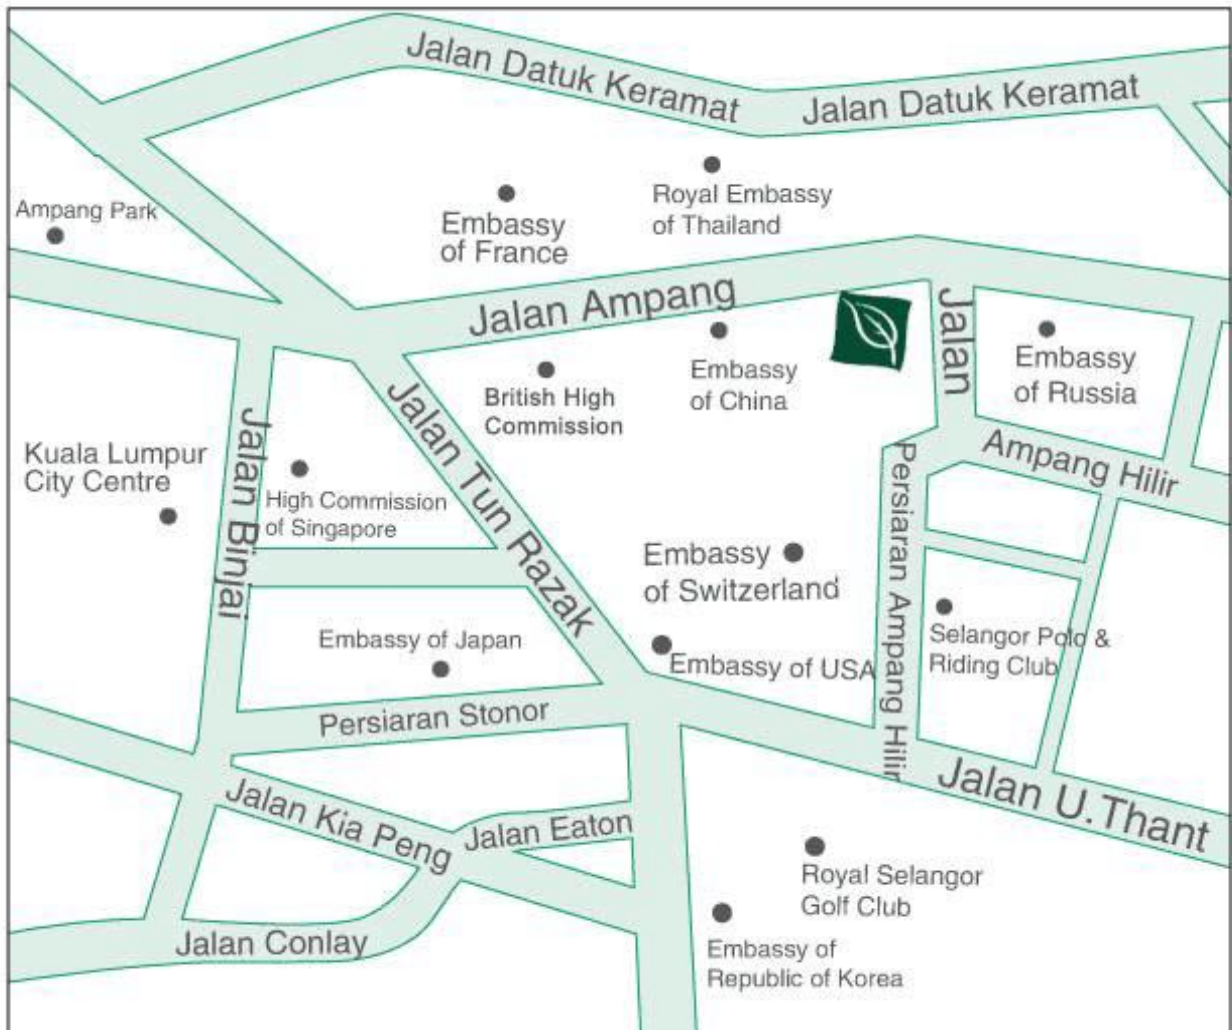 Jalan Datuk Keramat
Jalan Datuk Keramat
Royal Embassy
of Thailand
Ampang Park
Embassy
of France
Jalan Ampang
Jalan
Embassy
of Russia
Embassy
of China
British High
Commission
Jalan Tun Razak
Jalan Binjai
Kuala Lumpur
City Centre
High Commission
of Singapore
Ampang Hilir
Persiaran Ampang Hilir
Embassy
of Switzerland
Selangor Polo &
Riding Club
Embassy of Japan
Embassy of USA
Persiaran Stonor
Jalan U.Thant
Jalan Kia Peng
Jalan Eaton
Royal Selangor
Golf Club
Jalan Conlay
Embassy of
Republic of Korea